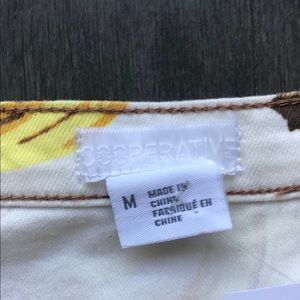 COOPERATIVE
M
MADE IN
CHINA
FABRIQUÉ EN
CHINE